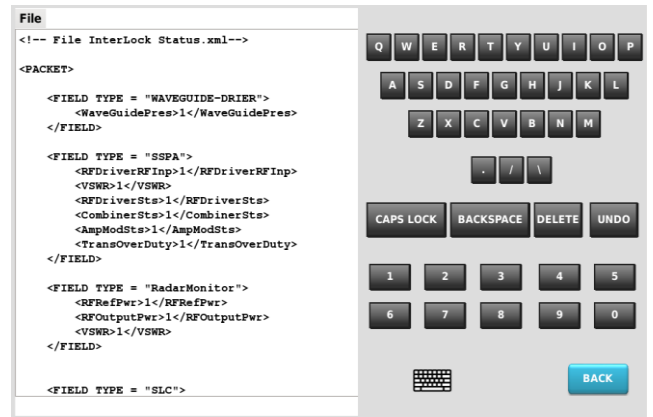 File
<!-- File InterLock Status.xml-->
<PACKET>
<FIELD TYPE = "WAVEGUIDE-DRIER">
<WaveGuidePres>1</WaveGuidePres>
</FIELD>
<FIELD TYPE = "SSPA">
<RFDriverRFInp>1</RFDriverRFInp>
<VSWR>1</VSWR>
<RFDriverSts>1</RFDriverSts>
<CombinerSts>1</CombinerSts>
<AmpModSts>1</AmpModSts>
<TransOverDuty>1</TransOverDuty>
</FIELD>
<FIELD TYPE = "RadarMonitor">
<RFRefPwr>1</RFRefPwr>
<RFOutputPwr>1</RFOutputPwr>
<VSWR>1</VSWR>
</FIELD>
<FIELD TYPE = "SLC">
Q W E R T Y U I O P
A S D F G H J K L
Z X C V B N M
. / \
CAPS LOCK BACKSPACE DELETE UNDO
1 2 3 4 5
6 7 8 9 0
BACK